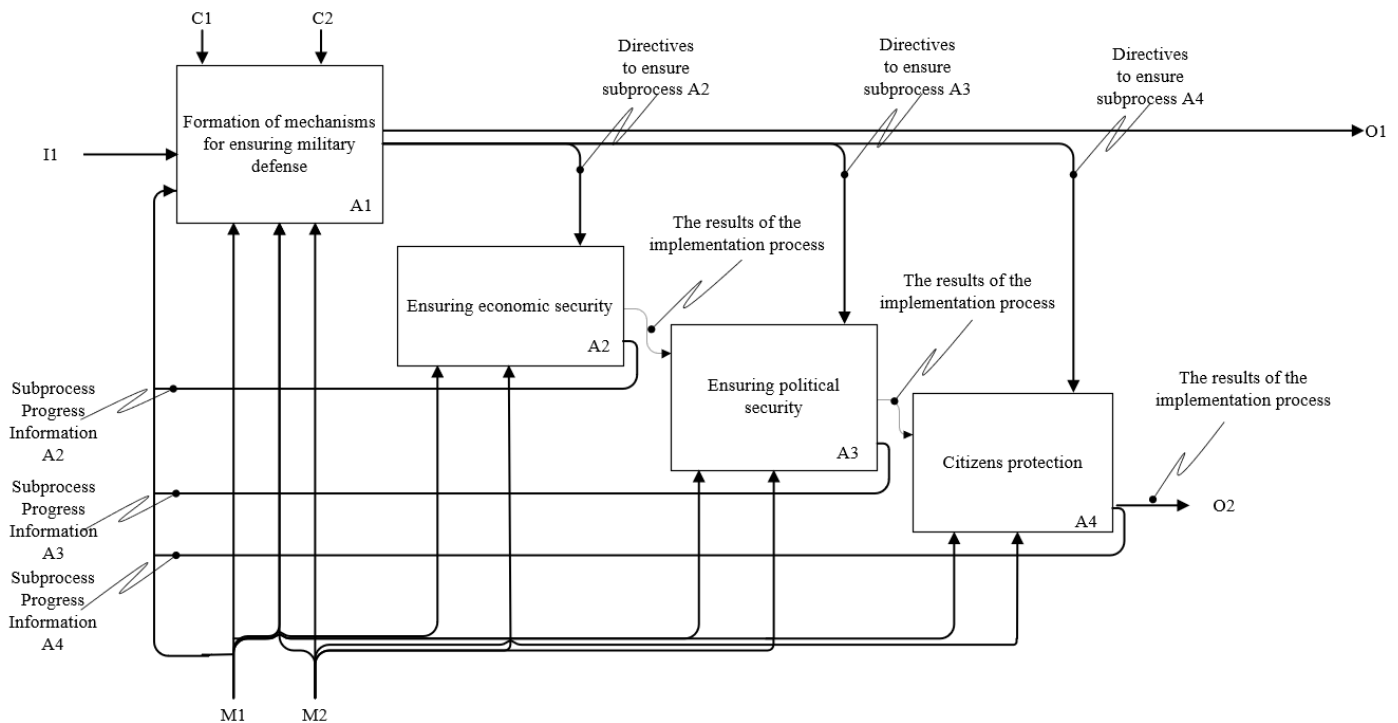 C1
C2
Directives
to ensure
subprocess A2
Directives
to ensure
subprocess A3
Directives
to ensure
subprocess A4
I1
Formation of mechanisms
for ensuring military
defense
A1
O1
The results of the
implementation process
Ensuring economic security
A2
The results of the
implementation process
Ensuring political
security
A3
The results of the
implementation process
Citizens protection
A4
O2
Subprocess
Progress
Information
A2
Subprocess
Progress
Information
A3
Subprocess
Progress
Information
A4
M1
M2